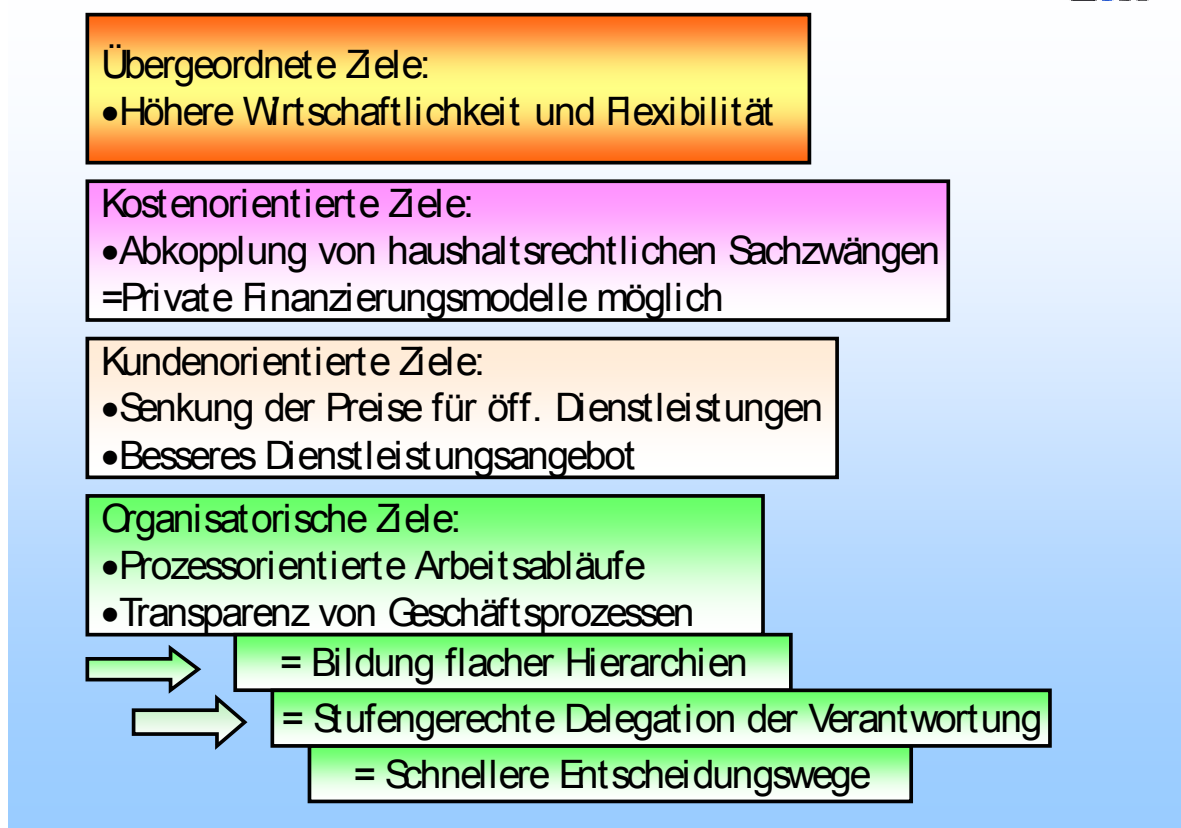 Übergeordnete Ziele:
•Höhere Wirtschaftlichkeit und Flexibilität
Kostenorientierte Ziele:
•Abkopplung von haushaltsrechtlichen Sachzwängen
=Private Finanzierungsmodelle möglich
Kundenorientierte Ziele:
•Senkung der Preise für öff. Dienstleistungen
•Besseres Dienstleistungsangebot
Organisatorische Ziele:
•Prozessorientierte Arbeitsabläufe
•Transparenz von Geschäftsprozessen
= Bildung flacher Hierarchien
= Stufengerechte Delegation der Verantwortung
= Schnellere Entscheidungswege